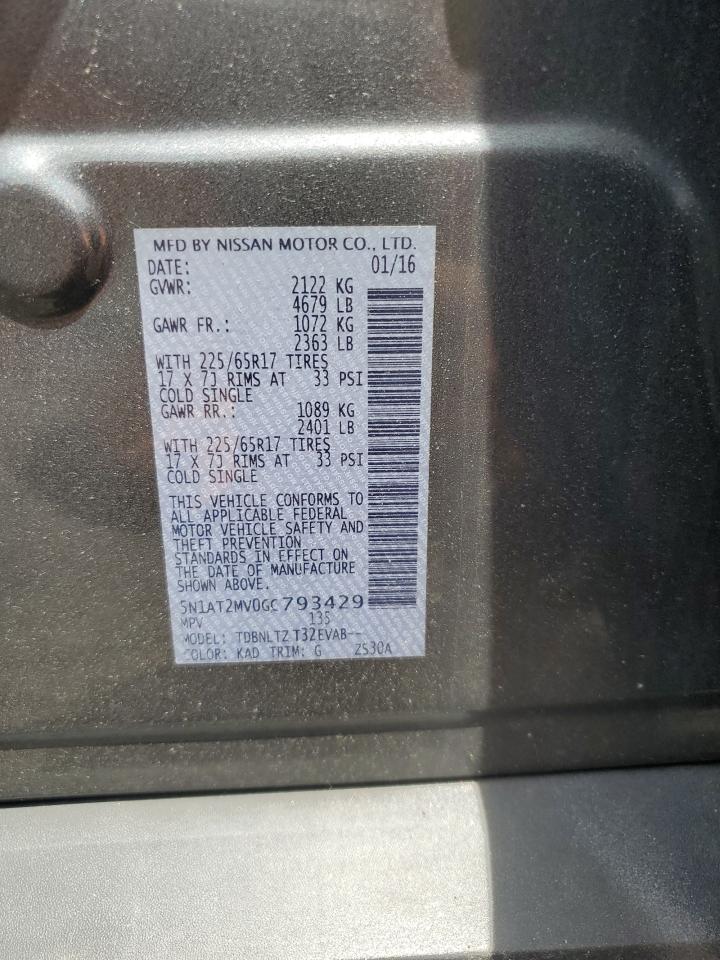 MFD BY NISSAN MOTOR CO., LTD.
DATE: 01/16
GVWR: 2122 KG
4679 LB
GAWR FR.: 1072 KG
2363 LB
WITH 225/65R17 TIRES
17 X 7J RIMS AT 33 PSI
COLD SINGLE
GAWR RR.: 1089 KG
2401 LB
WITH 225/65R17 TIRES
17 X 7J RIMS AT 33 PSI
COLD SINGLE
THIS VEHICLE CONFORMS TO
ALL APPLICABLE FEDERAL
MOTOR VEHICLE SAFETY AND
THEFT PREVENTION
STANDARDS IN EFFECT ON
THE DATE OF MANUFACTURE
SHOWN ABOVE.
5N1AT2MV0GC793429
MPV 135
MODEL: TDBNLTZ T32EVAB--
COLOR: KAD TRIM: G ZS30A